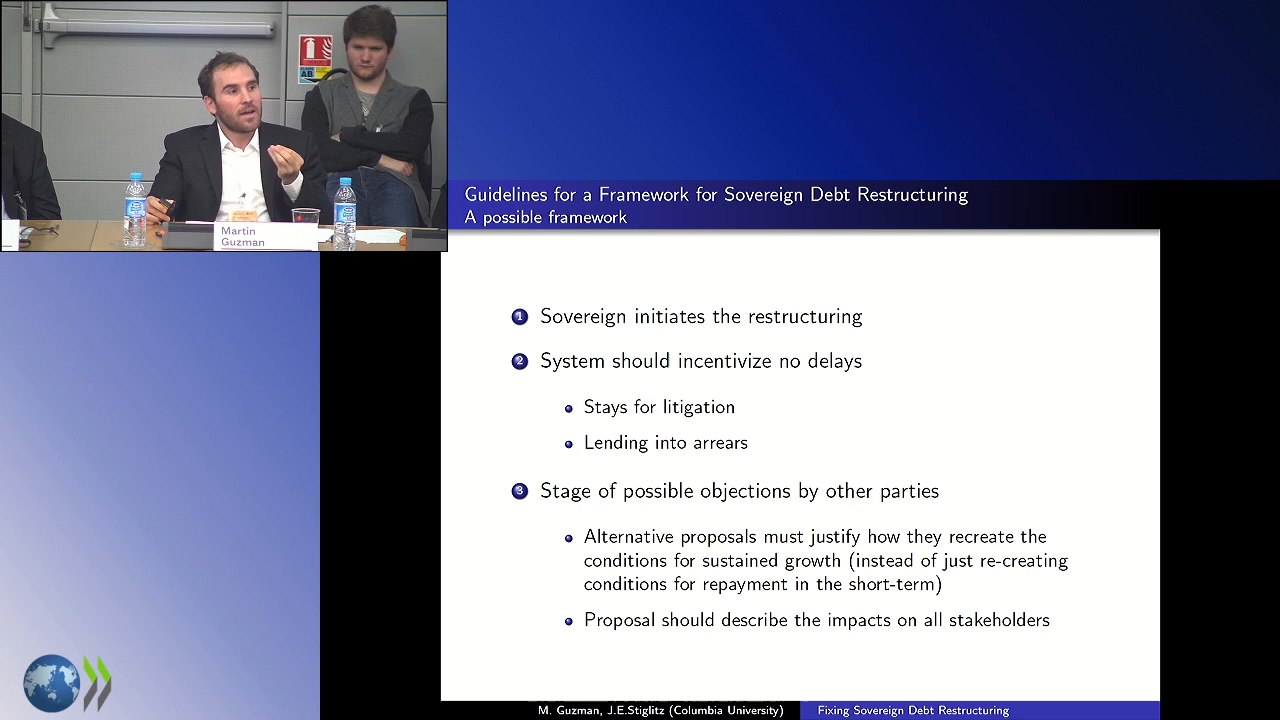 AB
Martin
Guzman
Guidelines for a Framework for Sovereign Debt Restructuring
A possible framework
1 Sovereign initiates the restructuring
2 System should incentivize no delays
Stays for litigation
Lending into arrears
3 Stage of possible objections by other parties
Alternative proposals must justify how they recreate the
conditions for sustained growth (instead of just re-creating
conditions for repayment in the short-term)
Proposal should describe the impacts on all stakeholders
M. Guzman, J.E.Stiglitz (Columbia University)
Fixing Sovereign Debt Restructuring